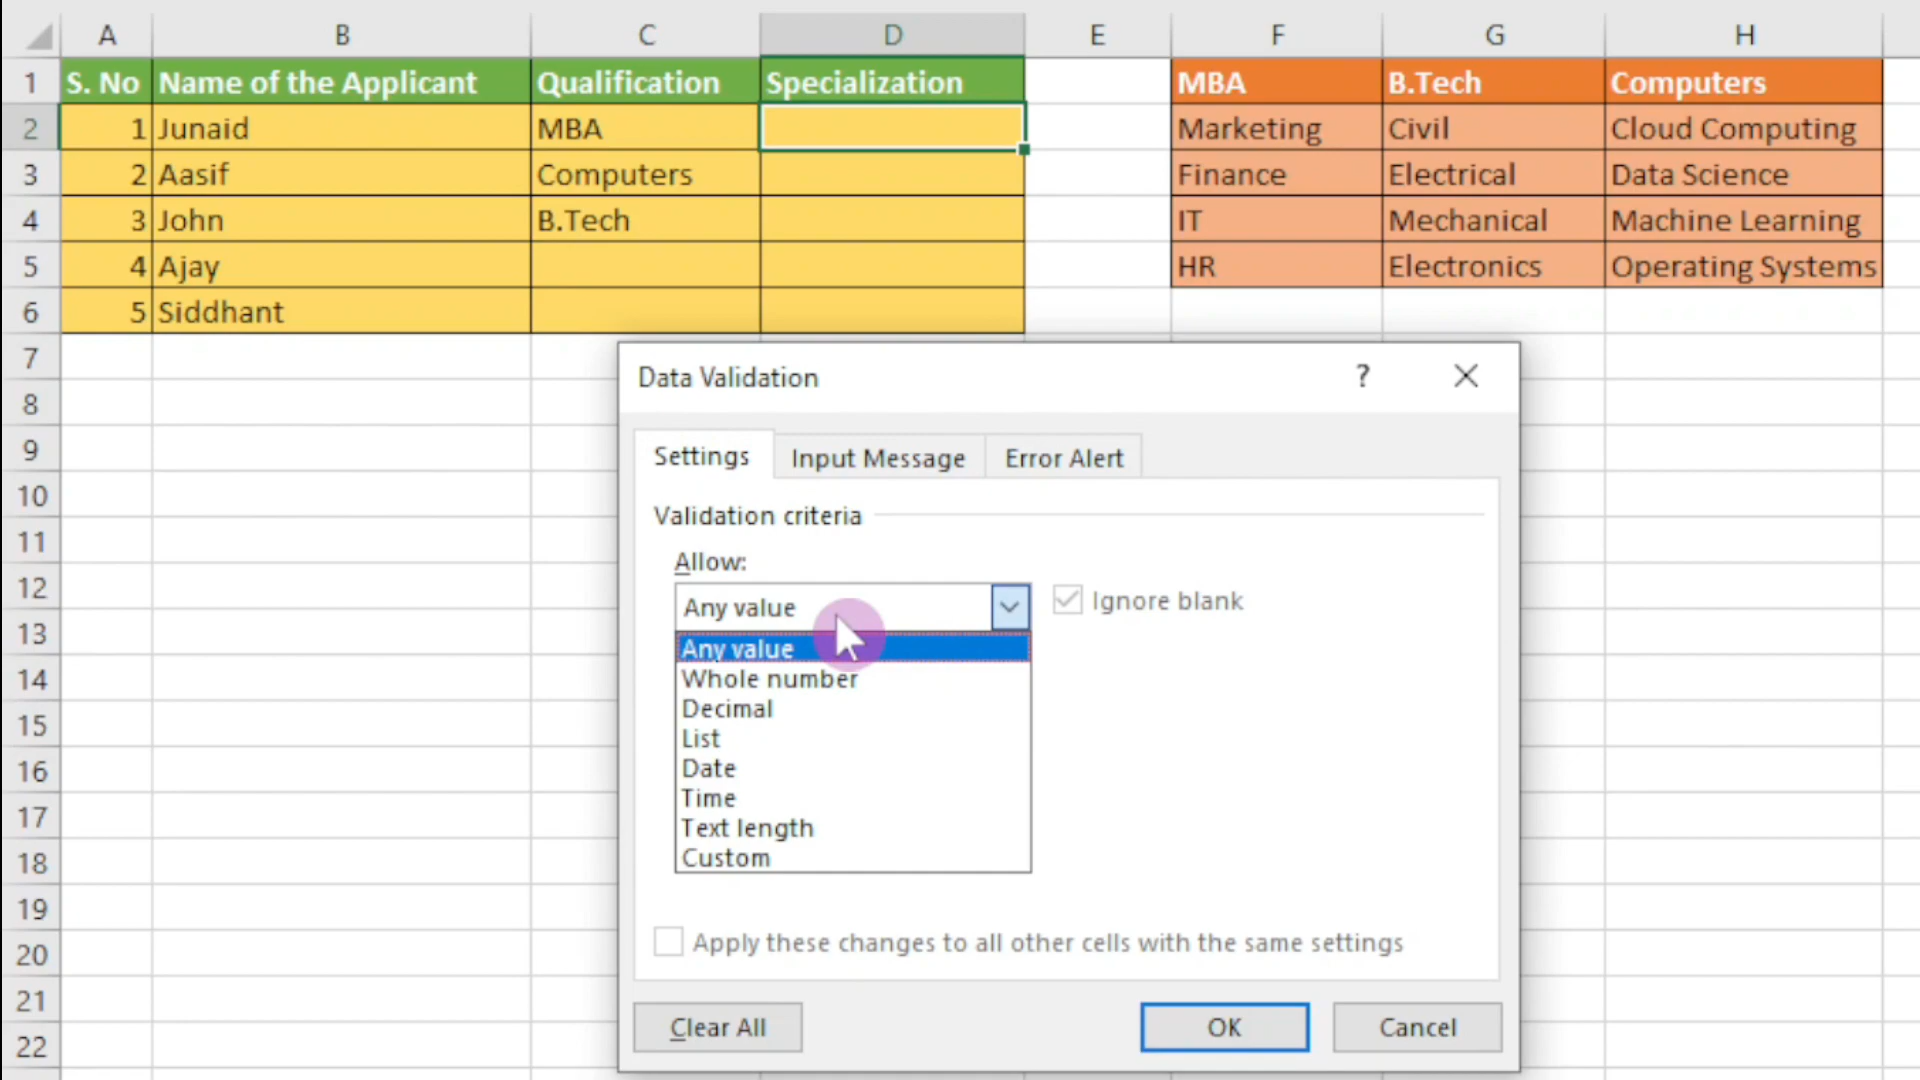 A B C D E F G H
1 S. No Name of the Applicant Qualification Specialization MBA B.Tech Computers
2 1 Junaid MBA Marketing Civil Cloud Computing
3 2 Aasif Computers Finance Electrical Data Science
4 3 John B.Tech IT Mechanical Machine Learning
5 4 Ajay HR Electronics Operating Systems
6 5 Siddhant
7
8
9
10
11
12
13
14
15
16
17
18
19
20
21
22
Data Validation ?
Settings Input Message Error Alert
Validation criteria
Allow:
Any value Ignore blank
Any value
Whole number
Decimal
List
Date
Time
Text length
Custom
Apply these changes to all other cells with the same settings
Clear All OK Cancel